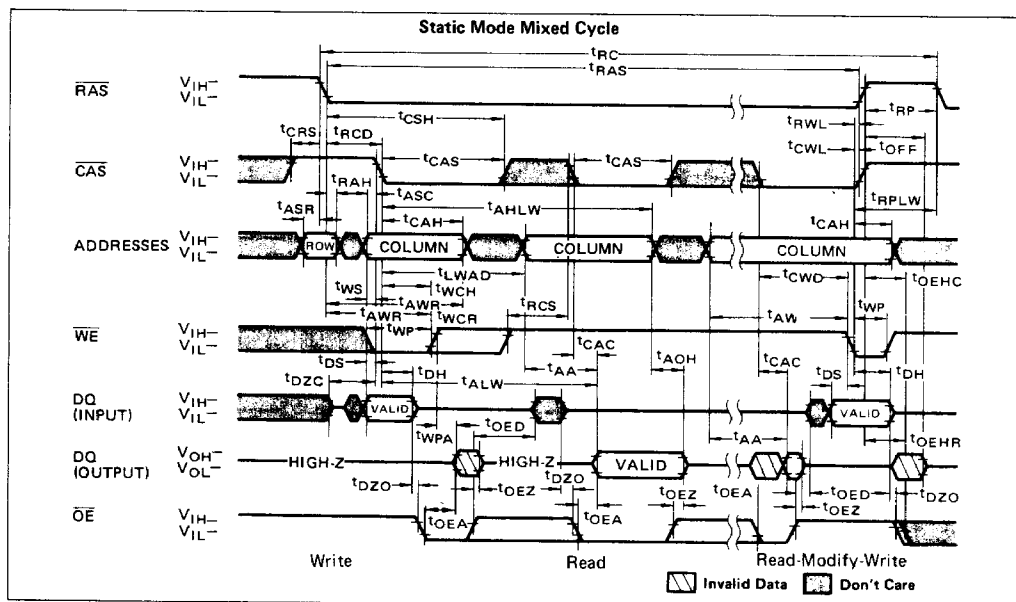 Static Mode Mixed Cycle
tRC
tRAS
RAS VIH– VIL–
tRP
tRWL
tCSH
tCRS tRCD
tCWL tOFF
CAS VIH– VIL–
tCAS tCAS
tRAH tASC
tRPLW
tASR tCAH tAHLW tCAH
ADDRESSES VIH– VIL– ROW COLUMN COLUMN COLUMN
tLWAD tCWD tOEHC
tWS tWCH
tAWR tRCS
tAWR tWCR tWP
WE VIH– VIL– tWP tAW
tCAC
tDS tDH tAA tAOH tCAC tDS tDH
tDZC tALW
DQ (INPUT) VIH– VIL– VALID VALID
tWPA tOED tAA tOEHR
DQ (OUTPUT) VOH– VOL– HIGH-Z HIGH-Z VALID
tDZO tOEZ tDZO tOEZ tOEA tOED tDZO
tOEZ
OE VIH– VIL– tOEA tOEA
Write Read Read-Modify-Write
Invalid Data Don't Care